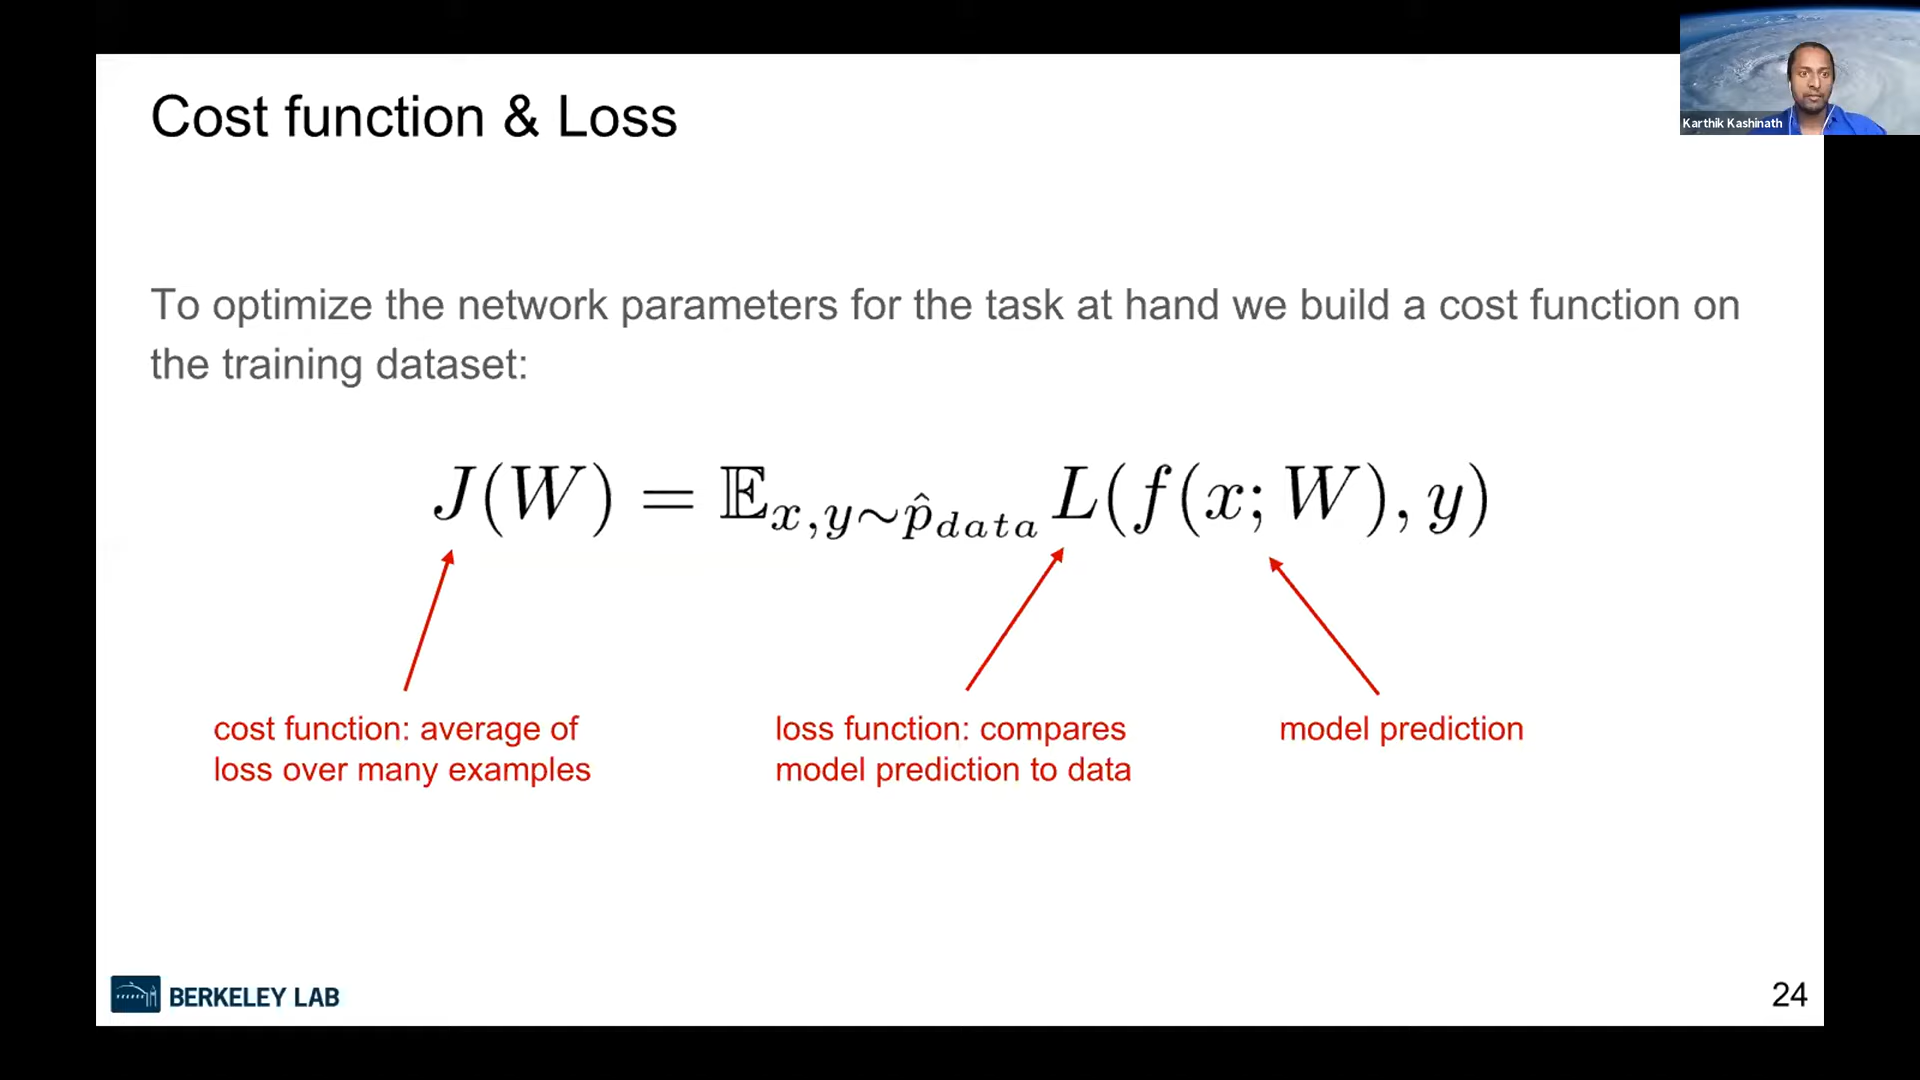 Karthik Kashinath
Cost function & Loss
To optimize the network parameters for the task at hand we build a cost function on
the training dataset:
J(W) = 𝔼_{x,y∼p̂_{data}} L(f(x; W), y)
cost function: average of
loss over many examples
loss function: compares
model prediction to data
model prediction
BERKELEY LAB
24